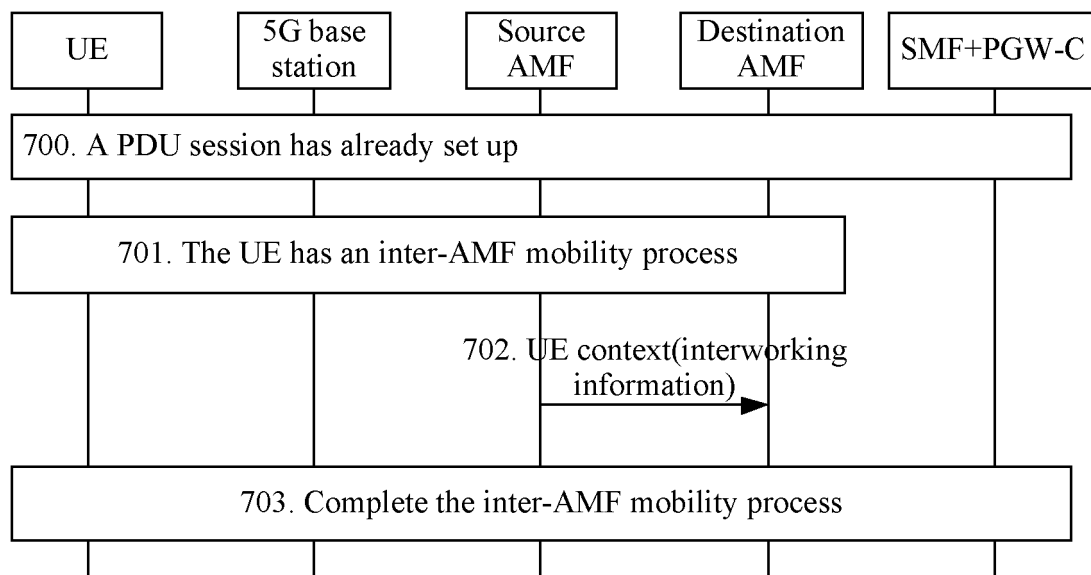 UE
5G base
station
Source
AMF
Destination
AMF
SMF+PGW-C
700. A PDU session has already set up
701. The UE has an inter-AMF mobility process
702. UE context(interworking
information)
703. Complete the inter-AMF mobility process